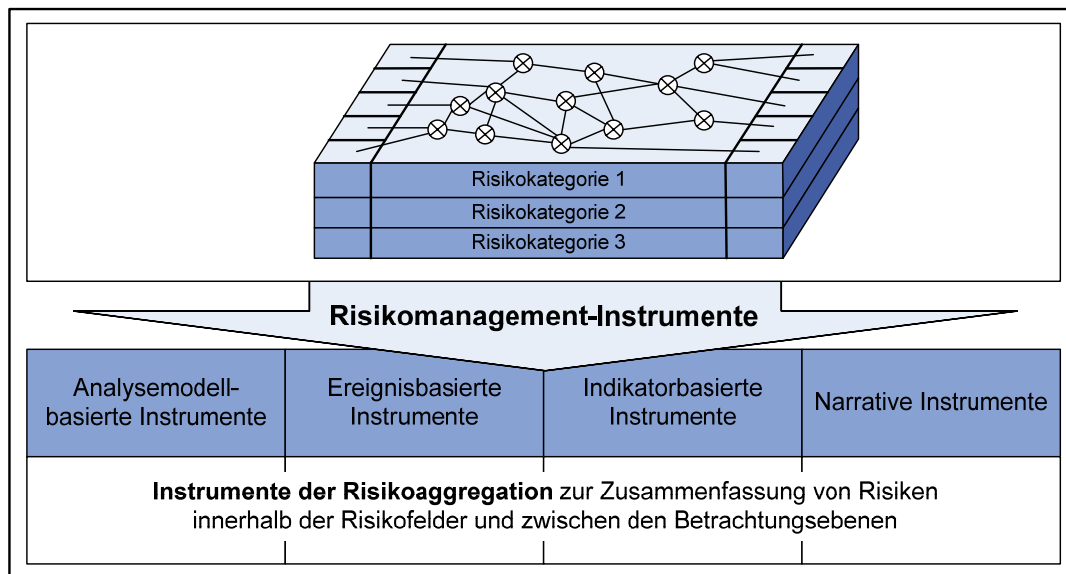 Risikokategorie 1
Risikokategorie 2
Risikokategorie 3
Risikomanagement-Instrumente
Analysemodell-
basierte Instrumente
Ereignisbasierte
Instrumente
Indikatorbasierte
Instrumente
Narrative Instrumente
Instrumente der Risikoaggregation zur Zusammenfassung von Risiken
innerhalb der Risikofelder und zwischen den Betrachtungsebenen